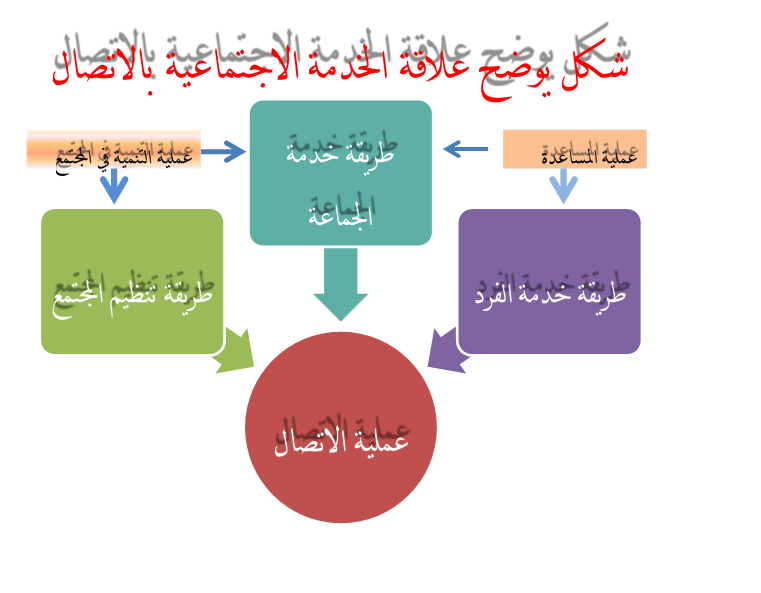 شكل يوضح علاقة الخدمة الاجتماعية بالاتصال
عملية المساعدة
طريقة خدمة
الجماعة
عملية التنمية في المجتمع
طريقة خدمة الفرد
طريقة تنظيم المجتمع
عملية الاتصال